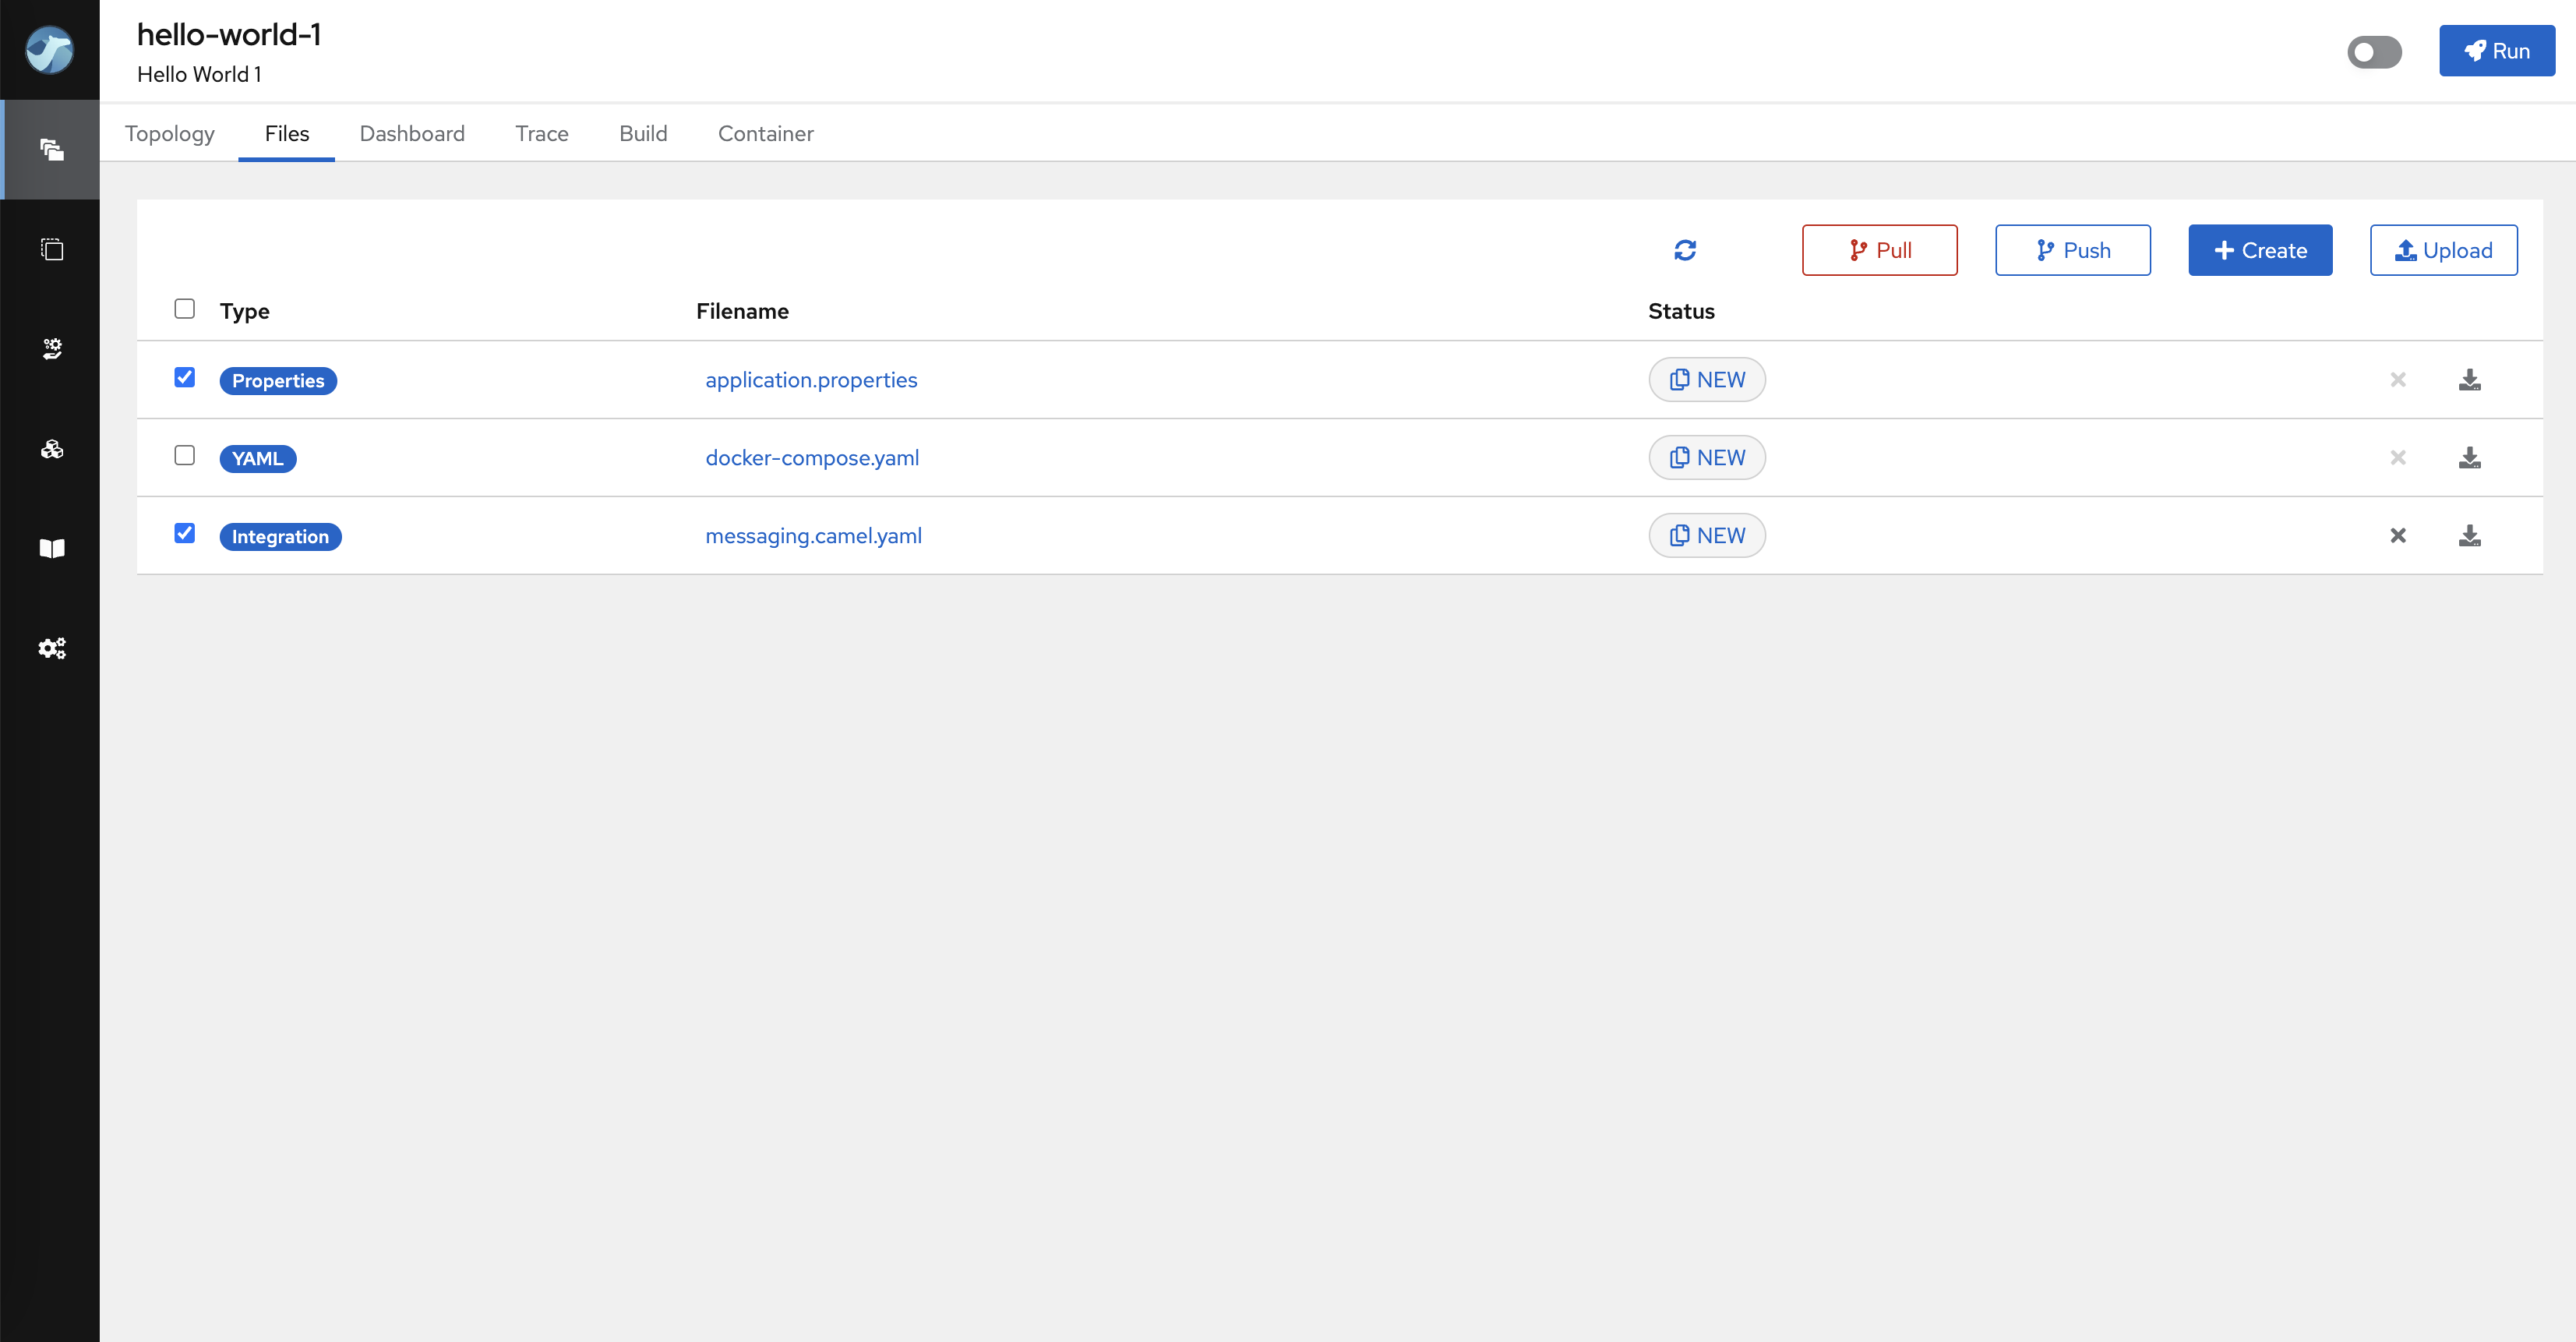 hello-world-1
Hello World 1
Run
Topology Files Dashboard Trace Build Container
Pull Push Create Upload
Type Filename Status
Properties application.properties NEW
YAML docker-compose.yaml NEW
Integration messaging.camel.yaml NEW